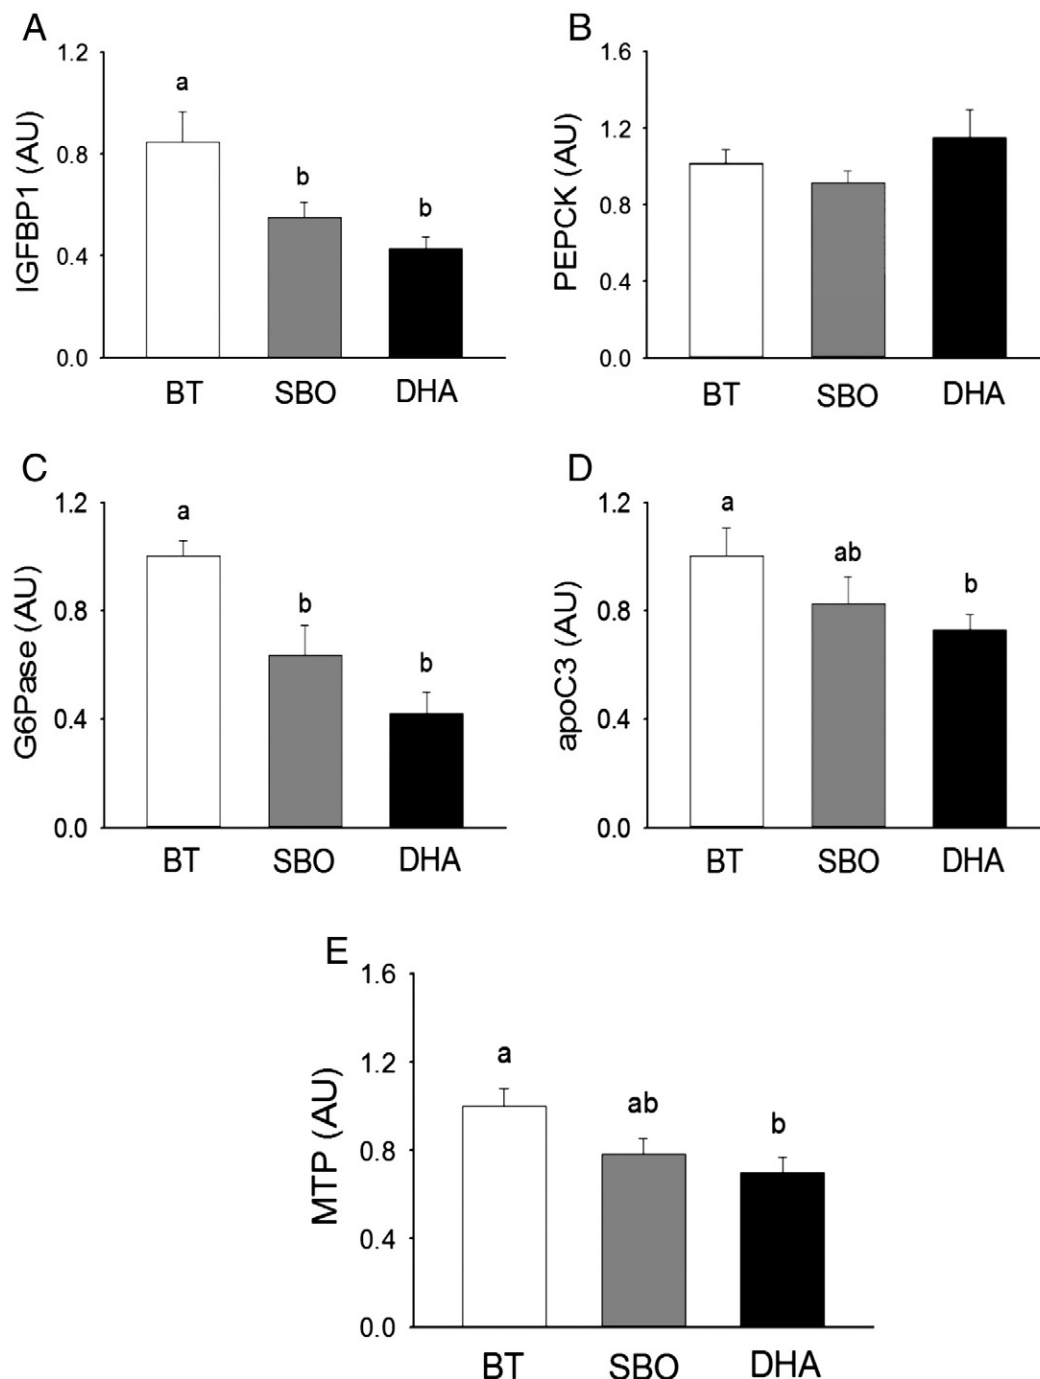 A
IGFBP1 (AU)
1.2
0.8
0.4
0.0
a
b
b
BT SBO DHA
B
PEPCK (AU)
1.6
1.2
0.8
0.4
0.0
BT SBO DHA
C
G6Pase (AU)
1.2
0.8
0.4
0.0
a
b
b
BT SBO DHA
D
apoC3 (AU)
1.2
0.8
0.4
0.0
a
ab
b
BT SBO DHA
E
MTP (AU)
1.6
1.2
0.8
0.4
0.0
a
ab
b
BT SBO DHA